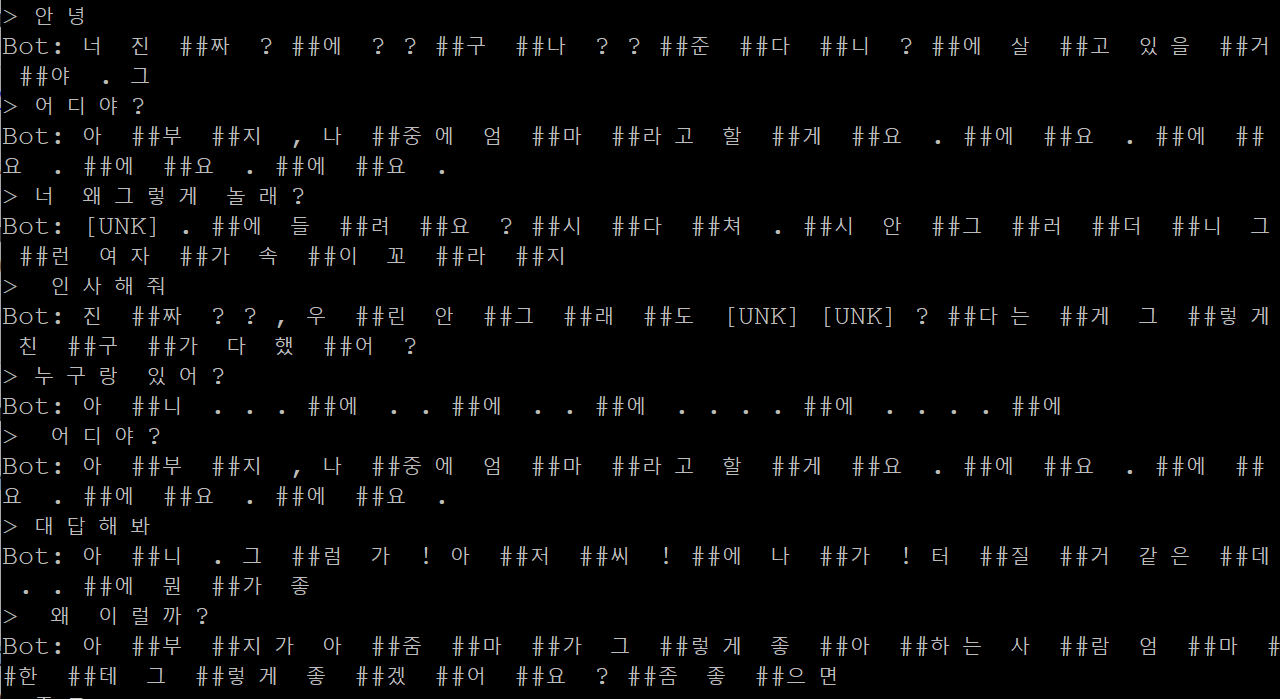 > 안녕
Bot: 너 진 ##짜 ? ##에 ? ? ##구 ##나 ? ? ##준 ##다 ##니 ? ##에 살 ##고 있을 ##거
##야 . 그
> 어디야?
Bot: 아 ##부 ##지 , 나 ##중에 엄 ##마 ##라고 할 ##게 ##요 . ##에 ##요 . ##에 ##
요 . ##에 ##요 . ##에 ##요 .
> 너 왜그렇게 놀래?
Bot: [UNK] . ##에 들 ##려 ##요 ? ##시 ##다 ##쳐 . ##시 안 ##그 ##러 ##더 ##니 그
##런 여자 ##가 속 ##이 꼬 ##라 ##지
> 인사해줘
Bot: 진 ##짜 ? ? , 우 ##린 안 ##그 ##래 ##도 [UNK] [UNK] ? ##다는 ##게 그 ##렇게
친 ##구 ##가 다 했 ##어 ?
> 누구랑 있어?
Bot: 아 ##니 . . . ##에 . . ##에 . . ##에 . . . . ##에 . . . . ##에
> 어디야?
Bot: 아 ##부 ##지 , 나 ##중에 엄 ##마 ##라고 할 ##게 ##요 . ##에 ##요 . ##에 ##
요 . ##에 ##요 . ##에 ##요 .
> 대답해봐
Bot: 아 ##니 . 그 ##럼 가 ! 아 ##저 ##씨 ! ##에 나 ##가 ! 터 ##질 ##거 같은 ##데
. . ##에 뭔 ##가 좋
> 왜 이럴까?
Bot: 아 ##부 ##지가 아 ##줌 ##마 ##가 그 ##렇게 좋 ##아 ##하는 사 ##람 엄 ##마 #
#한 ##테 그 ##렇게 좋 ##겠 ##어 ##요 ? ##좀 좋 ##으면